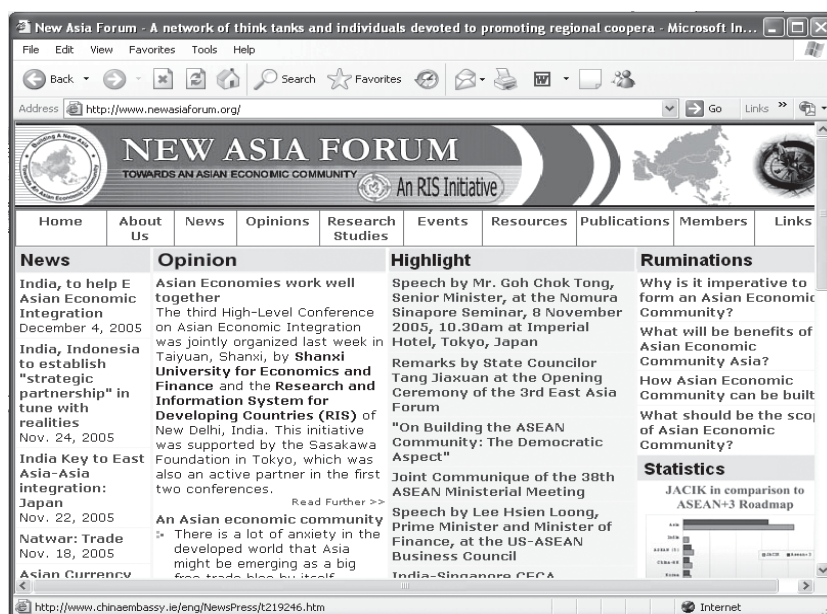 New Asia Forum - A network of think tanks and individuals devoted to promoting regional coopera - Microsoft In...
File Edit View Favorites Tools Help
Back Search Favorites
Address http://www.newasiaforum.org/ Go Links »
NEW ASIA FORUM
TOWARDS AN ASIAN ECONOMIC COMMUNITY
An RIS Initiative
Home About Us News Opinions Research Studies Events Resources Publications Members Links
News
India, to help E
Asian Economic
Integration
December 4, 2005
India, Indonesia
to establish
"strategic
partnership" in
tune with
realities
Nov. 24, 2005
India Key to East
Asia-Asia
integration:
Japan
Nov. 22, 2005
Natwar: Trade
Nov. 18, 2005
Asian Currency
Opinion
Asian Economies work well
together
The third High-Level Conference
on Asian Economic Integration
was jointly organized last week in
Taiyuan, Shanxi, by Shanxi
University for Economics and
Finance and the Research and
Information System for
Developing Countries (RIS) of
New Delhi, India. This initiative
was supported by the Sasakawa
Foundation in Tokyo, which was
also an active partner in the first
two conferences.
Read Further >>
An Asian economic community
There is a lot of anxiety in the
developed world that Asia
might be emerging as a big
free trade bloc by itself
Highlight
Speech by Mr. Goh Chok Tong,
Senior Minister, at the Nomura
Sinapore Seminar, 8 November
2005, 10.30am at Imperial
Hotel, Tokyo, Japan
Remarks by State Councilor
Tang Jiaxuan at the Opening
Ceremony of the 3rd East Asia
Forum
"On Building the ASEAN
Community: The Democratic
Aspect"
Joint Communique of the 38th
ASEAN Ministerial Meeting
Speech by Lee Hsien Loong,
Prime Minister and Minister of
Finance, at the US-ASEAN
Business Council
India-Singapore CECA
Ruminations
Why is it imperative to
form an Asian Economic
Community?
What will be benefits of
Asian Economic
Community Asia?
How Asian Economic
Community can be built
What should be the scop
of Asian Economic
Community?
Statistics
JACIK in comparison to
ASEAN+3 Roadmap
http://www.chinaembassy.ie/eng/NewsPress/t219246.htm Internet